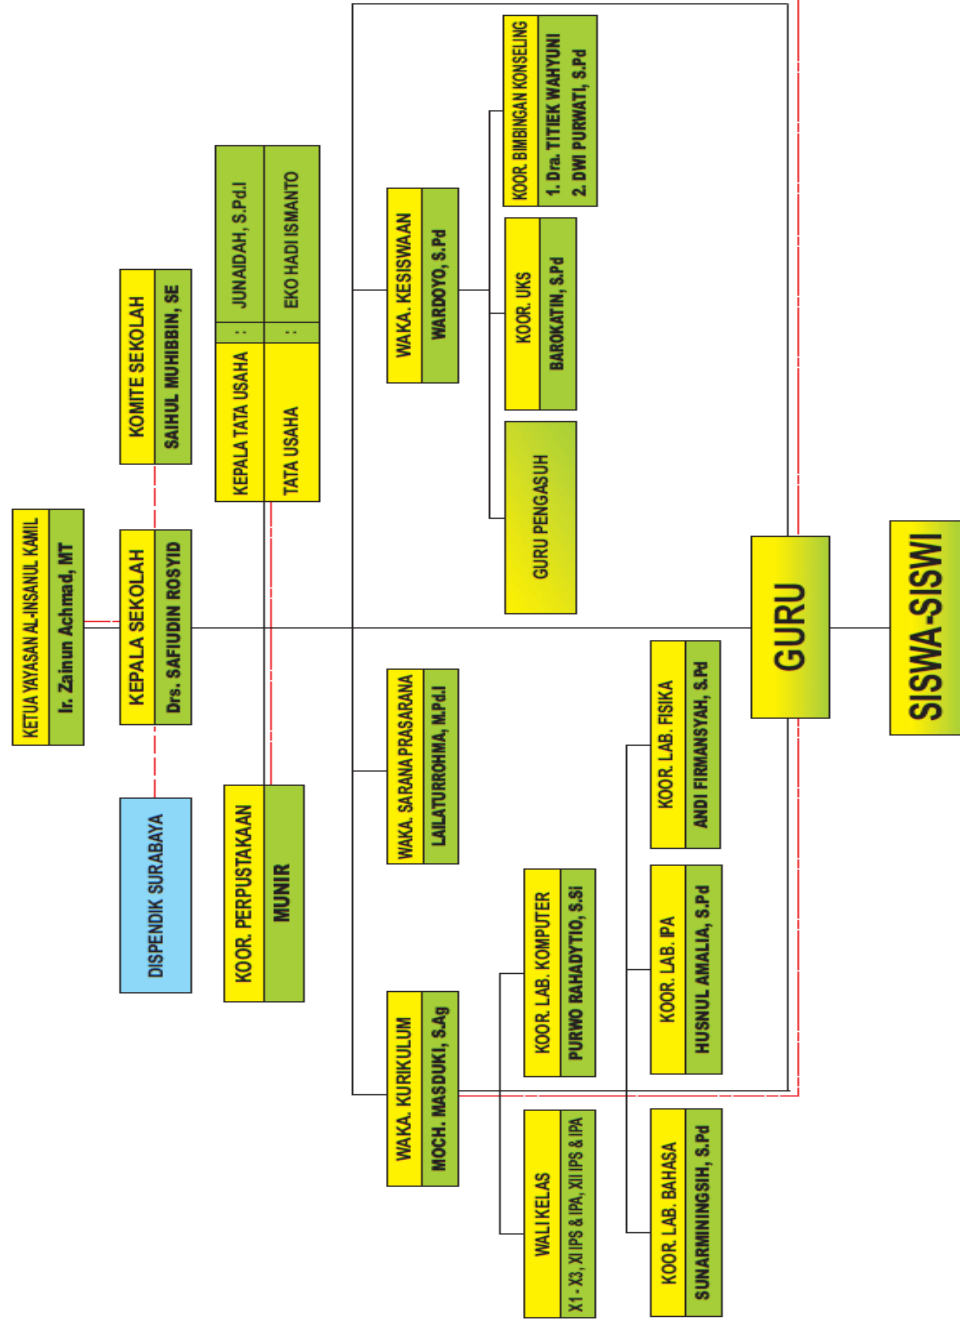 KETUA YAYASAN AL-INSANUL KAMIL
Ir. Zainun Achmad, MT
DISPENDIK SURABAYA
KEPALA SEKOLAH
Drs. SAFIUDIN ROSYID
KOMITE SEKOLAH
SAIHUL MUHIBBIN, SE
KOOR. PERPUSTAKAAN
MUNIR
KEPALA TATA USAHA : JUNAIDAH, S.Pd.I
TATA USAHA : EKO HADI ISMANTO
WAKA. KURIKULUM
MOCH. MASDUKI, S.Ag
WAKA. SARANA PRASARANA
LAILATURROHMA, M.Pd.I
WAKA. KESISWAAN
WARDOYO, S.Pd
WALI KELAS
X1 - X3, XI IPS & IPA, XII IPS & IPA
KOOR. LAB. KOMPUTER
PURWO RAHADYTIO, S.Si
GURU PENGASUH
KOOR. UKS
BAROKATIN, S.Pd
KOOR. BIMBINGAN KONSELING
1. Dra. TITIEK WAHYUNI
2. DWI PURWATI, S.Pd
KOOR. LAB. BAHASA
SUNARMININGSIH, S.Pd
KOOR. LAB. IPA
HUSNUL AMALIA, S.Pd
KOOR. LAB. FISIKA
ANDI FIRMANSYAH, S.Pd
GURU
SISWA-SISWI